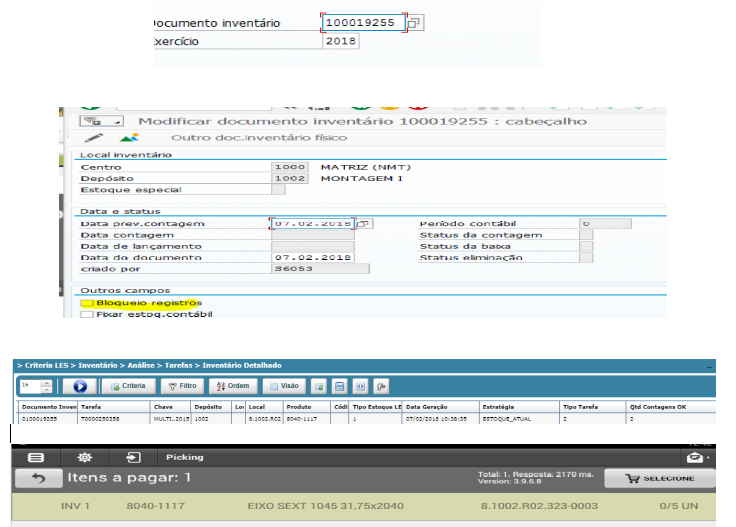 Documento inventário 100019255
Exercício 2018
Modificar documento inventário 100019255 : cabeçalho
Outro doc.inventário físico
Local inventário
Centro 1000 MATRIZ (NMT)
Depósito 1002 MONTAGEM I
Estoque especial
Data e status
Data prev.contagem 07.02.2018 Período contábil 0
Data contagem Status da contagem
Data de lançamento Status da baixa
Data do documento 07.02.2018 Status eliminação
criado por S6053
Outros campos
Bloqueio registros
Fixar estoq.contábil
> Criteria LES > Inventário > Análise > Tarefas > Inventário Detalhado
Criteria Filtro Ordem Visão
Documento Inven Tarefa Chave Depósito Loc Local Produto Códi Tipo Estoque LE Data Geração Estratégia Tipo Tarefa Qtd Contagens OK
0100019255 T0000250358 MULTI..2015 1002 8.1002.R02 8040-1117 1 07/02/2018 10:38:35 ESTOQUE_ATUAL 2 2
Picking
Itens a pagar: 1
Total: 1, Resposta: 2170 ms.
Version: 3.9.6.8
SELECIONE
INV 1 8040-1117 EIXO SEXT 1045 31,75x2040 8.1002.R02.323-0003 0/5 UN